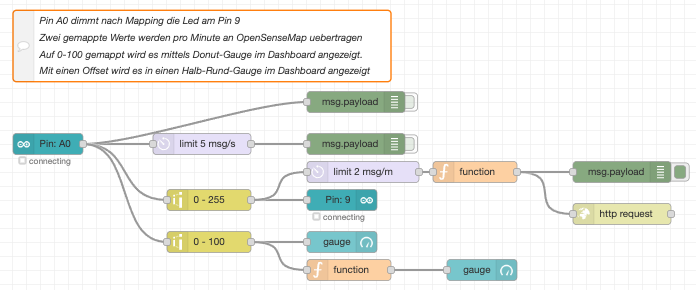 Pin A0 dimmt nach Mapping die Led am Pin 9
Zwei gemappte Werte werden pro Minute an OpenSenseMap uebertragen
Auf 0-100 gemappt wird es mittels Donut-Gauge im Dashboard angezeigt.
Mit einen Offset wird es in einen Halb-Rund-Gauge im Dashboard angezeigt
msg.payload
Pin: A0
connecting
limit 5 msg/s
msg.payload
limit 2 msg/m
function
msg.payload
0 - 255
Pin: 9
connecting
http request
0 - 100
gauge
function
gauge